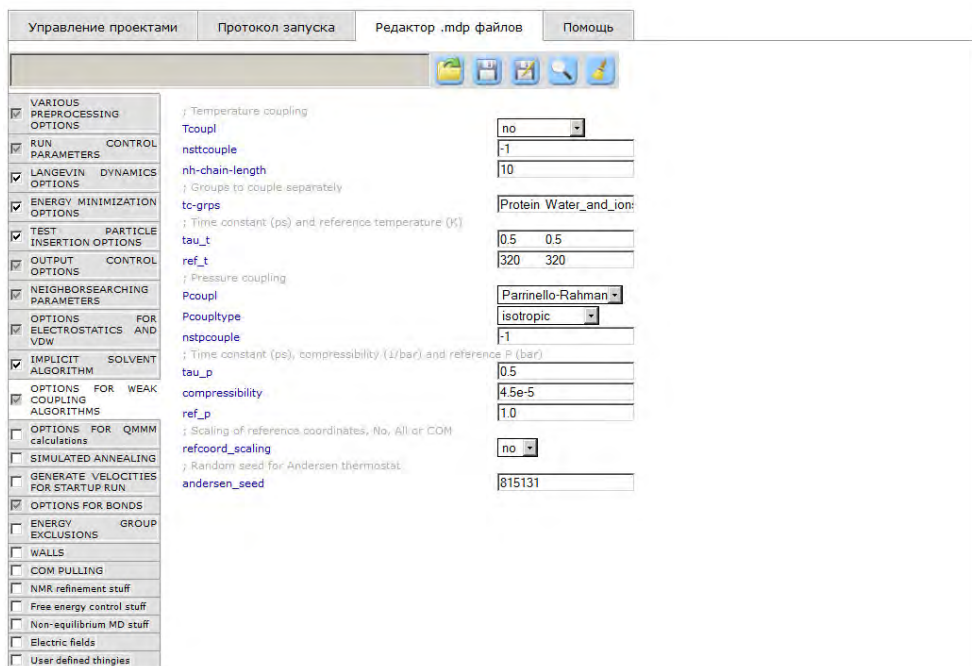 Управление проектами
Протокол запуска
Редактор .mdp файлов
Помощь
VARIOUS
PREPROCESSING
OPTIONS
RUN CONTROL
PARAMETERS
LANGEVIN DYNAMICS
OPTIONS
ENERGY MINIMIZATION
OPTIONS
TEST PARTICLE
INSERTION OPTIONS
OUTPUT CONTROL
OPTIONS
NEIGHBORSEARCHING
PARAMETERS
OPTIONS FOR
ELECTROSTATICS AND
VDW
IMPLICIT SOLVENT
ALGORITHM
OPTIONS FOR WEAK
COUPLING
ALGORITHMS
OPTIONS FOR QMMM
calculations
SIMULATED ANNEALING
GENERATE VELOCITIES
FOR STARTUP RUN
OPTIONS FOR BONDS
ENERGY GROUP
EXCLUSIONS
WALLS
COM PULLING
NMR refinement stuff
Free energy control stuff
Non-equilibrium MD stuff
Electric fields
User defined thingies
; Temperature coupling
Tcoupl no
nsttcouple -1
nh-chain-length 10
; Groups to couple separately
tc-grps Protein Water_and_ions
; Time constant (ps) and reference temperature (K)
tau_t 0.5 0.5
ref_t 320 320
; Pressure coupling
Pcoupl Parrinello-Rahman
Pcoupltype isotropic
nstpcouple -1
; Time constant (ps), compressibility (1/bar) and reference P (bar)
tau_p 0.5
compressibility 4.5e-5
ref_p 1.0
; Scaling of reference coordinates, No, All or COM
refcoord_scaling no
; Random seed for Andersen thermostat
andersen_seed 815131